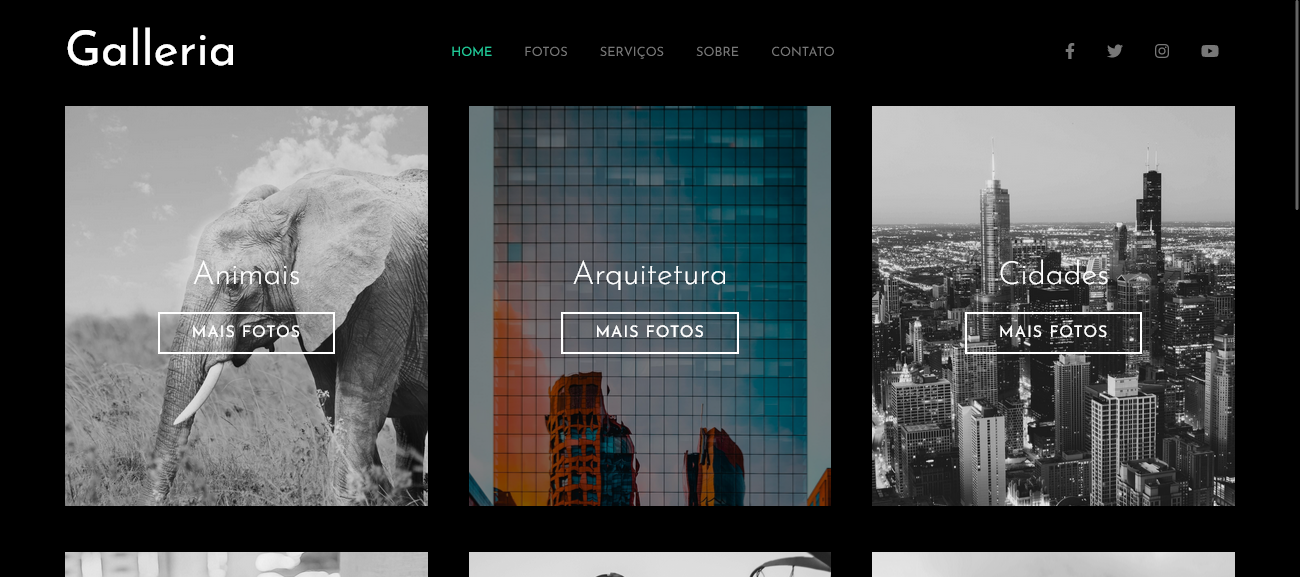 Galleria
HOME FOTOS SERVIÇOS SOBRE CONTATO
Animais
MAIS FOTOS
Arquitetura
MAIS FOTOS
Cidades
MAIS FOTOS